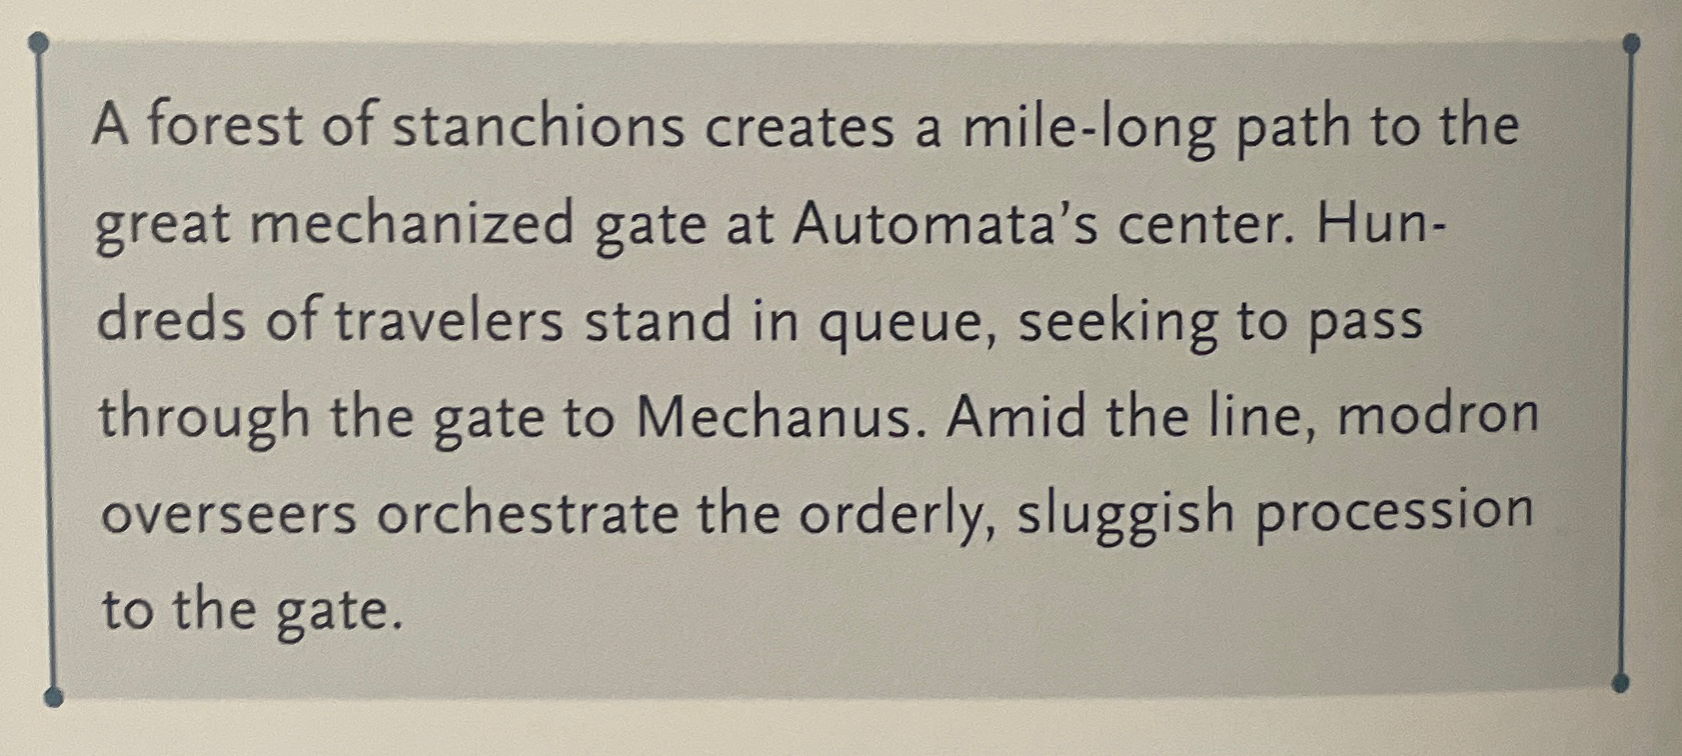 A forest of stanchions creates a mile-long path to the
great mechanized gate at Automata's center. Hun-
dreds of travelers stand in queue, seeking to pass
through the gate to Mechanus. Amid the line, modron
overseers orchestrate the orderly, sluggish procession
to the gate.